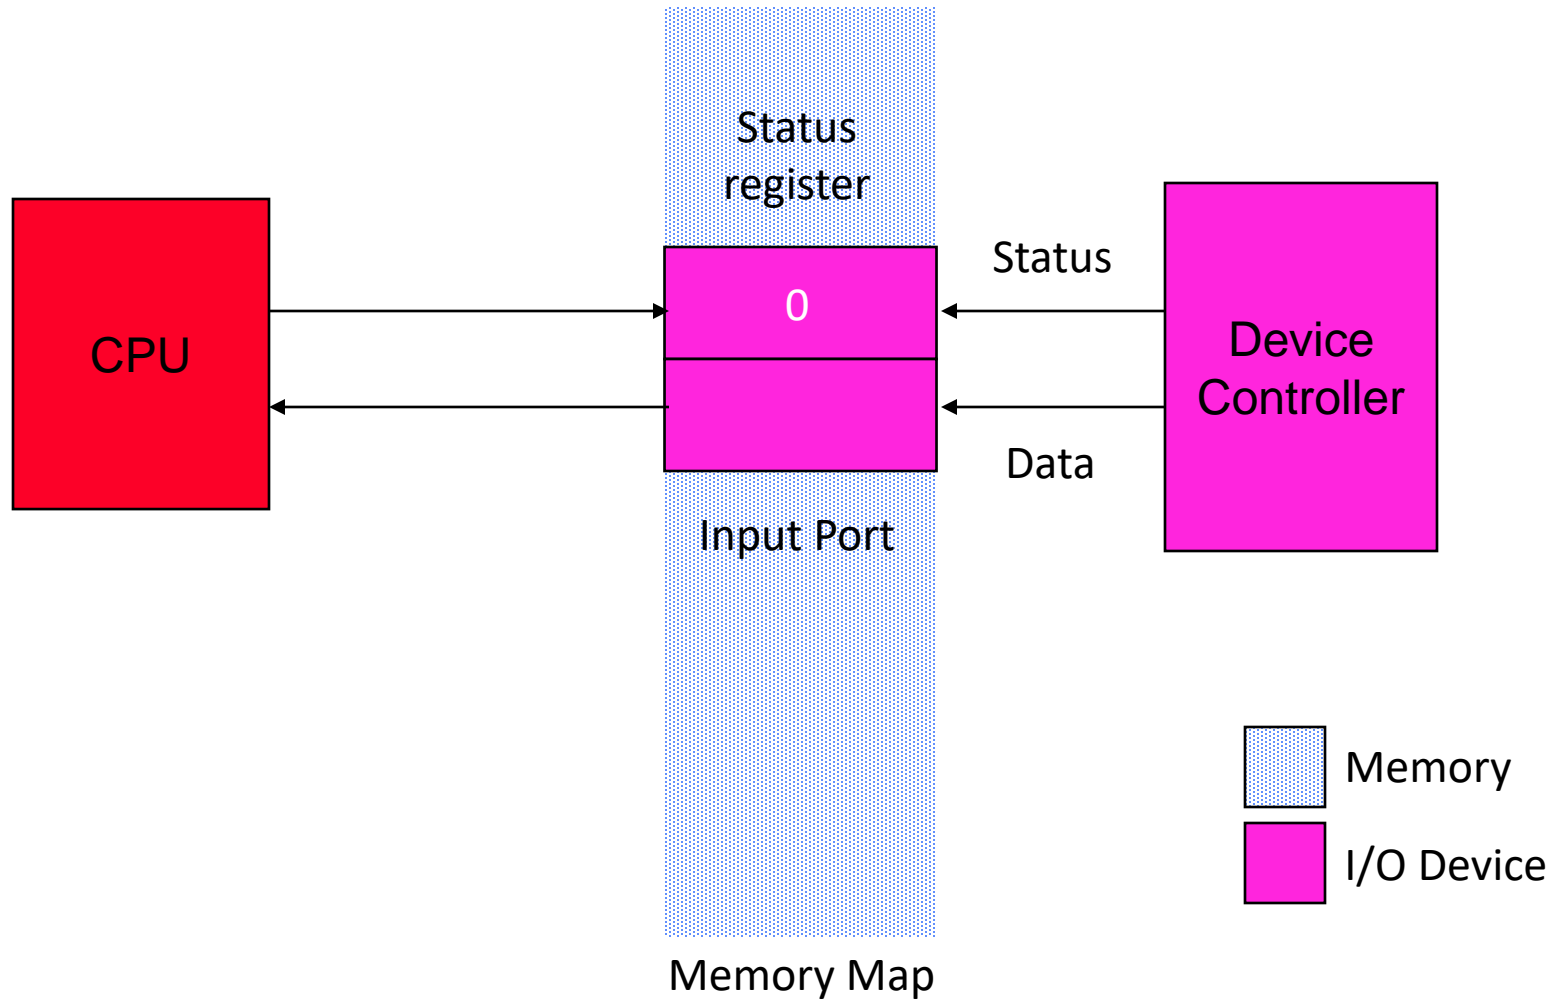 Status
register
Status
0
CPU
Device
Controller
Data
Input Port
Memory
I/O Device
Memory Map